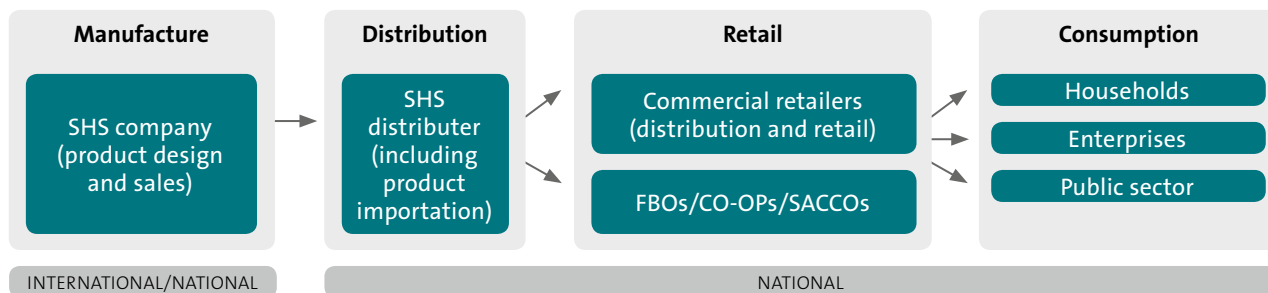 Manufacture
SHS company
(product design
and sales)
Distribution
SHS
distributer
(including
product
importation)
Retail
Commercial retailers
(distribution and retail)
FBOs/CO-OPs/SACCOs
Consumption
Households
Enterprises
Public sector
INTERNATIONAL/NATIONAL
NATIONAL